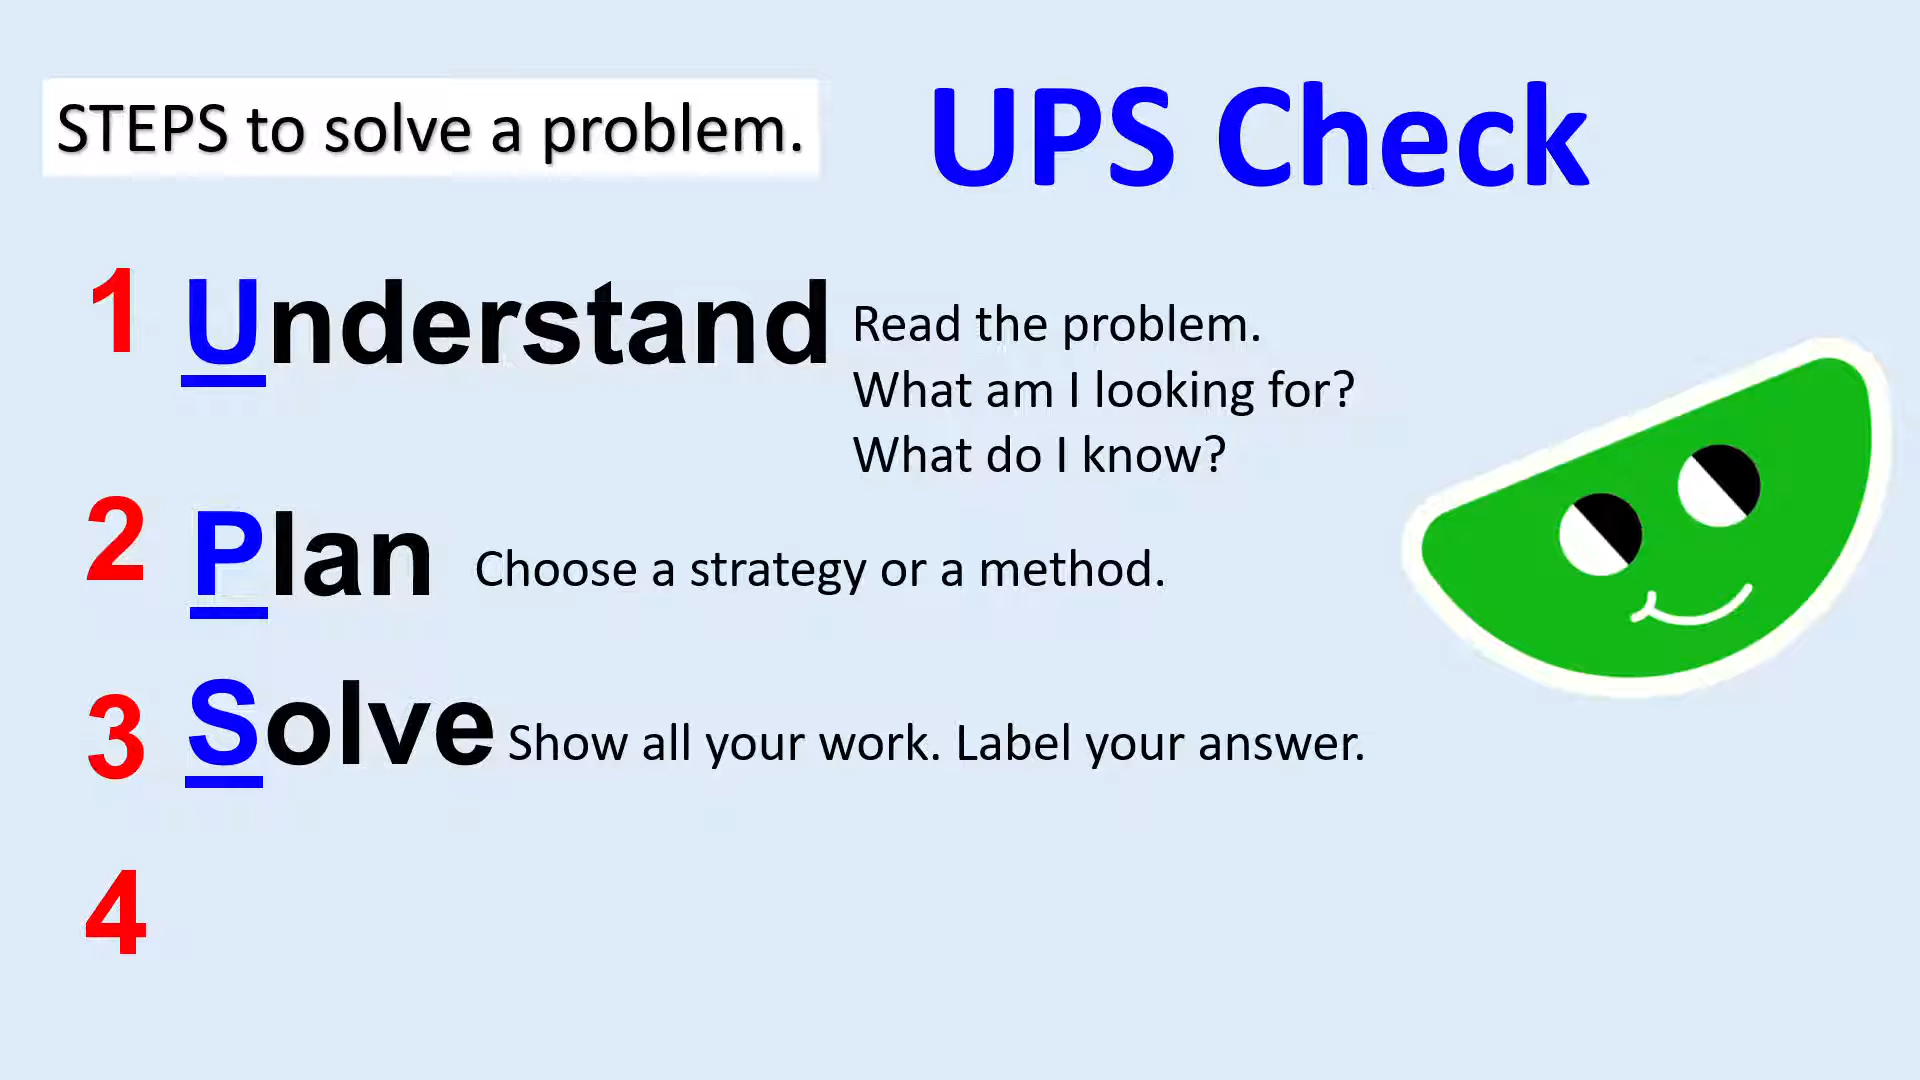 STEPS to solve a problem.
UPS Check
1 Understand
Read the problem.
What am I looking for?
What do I know?
2 Plan Choose a strategy or a method.
3 Solve Show all your work. Label your answer.
4